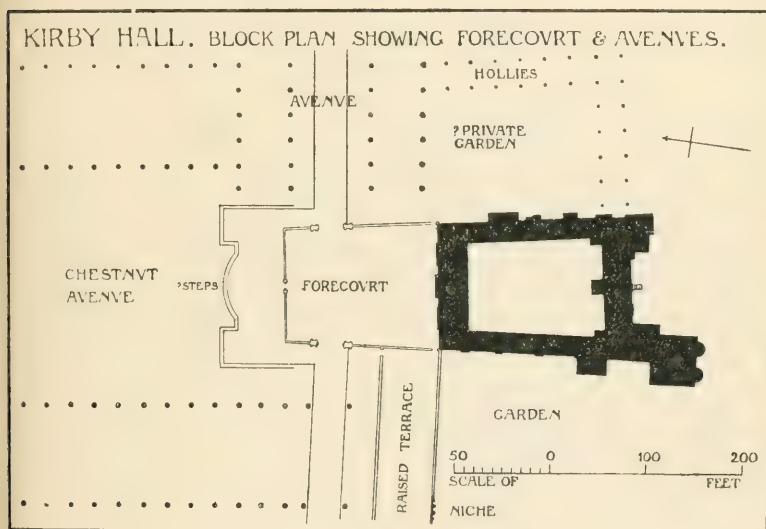 KIRBY HALL. BLOCK PLAN SHOWING FORECOVRT & AVENVES.
HOLLIES
AVENVE
? PRIVATE
GARDEN
CHESTNVT
AVENVE
? STEPS
FORECOVRT
RAISED TERRACE
GARDEN
50 0 100 200
SCALE OF FEET
NICHE